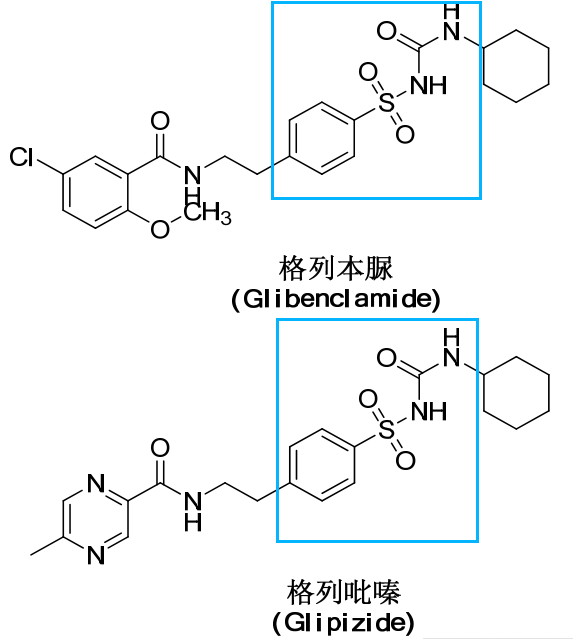 H
O N
O NH
S
O O
Cl
N
H
CH3
O
格列本脲
(Glibenclamide)
H
O N
O NH
S
O O
N N
H
N
格列吡嗪
(Glipizide)